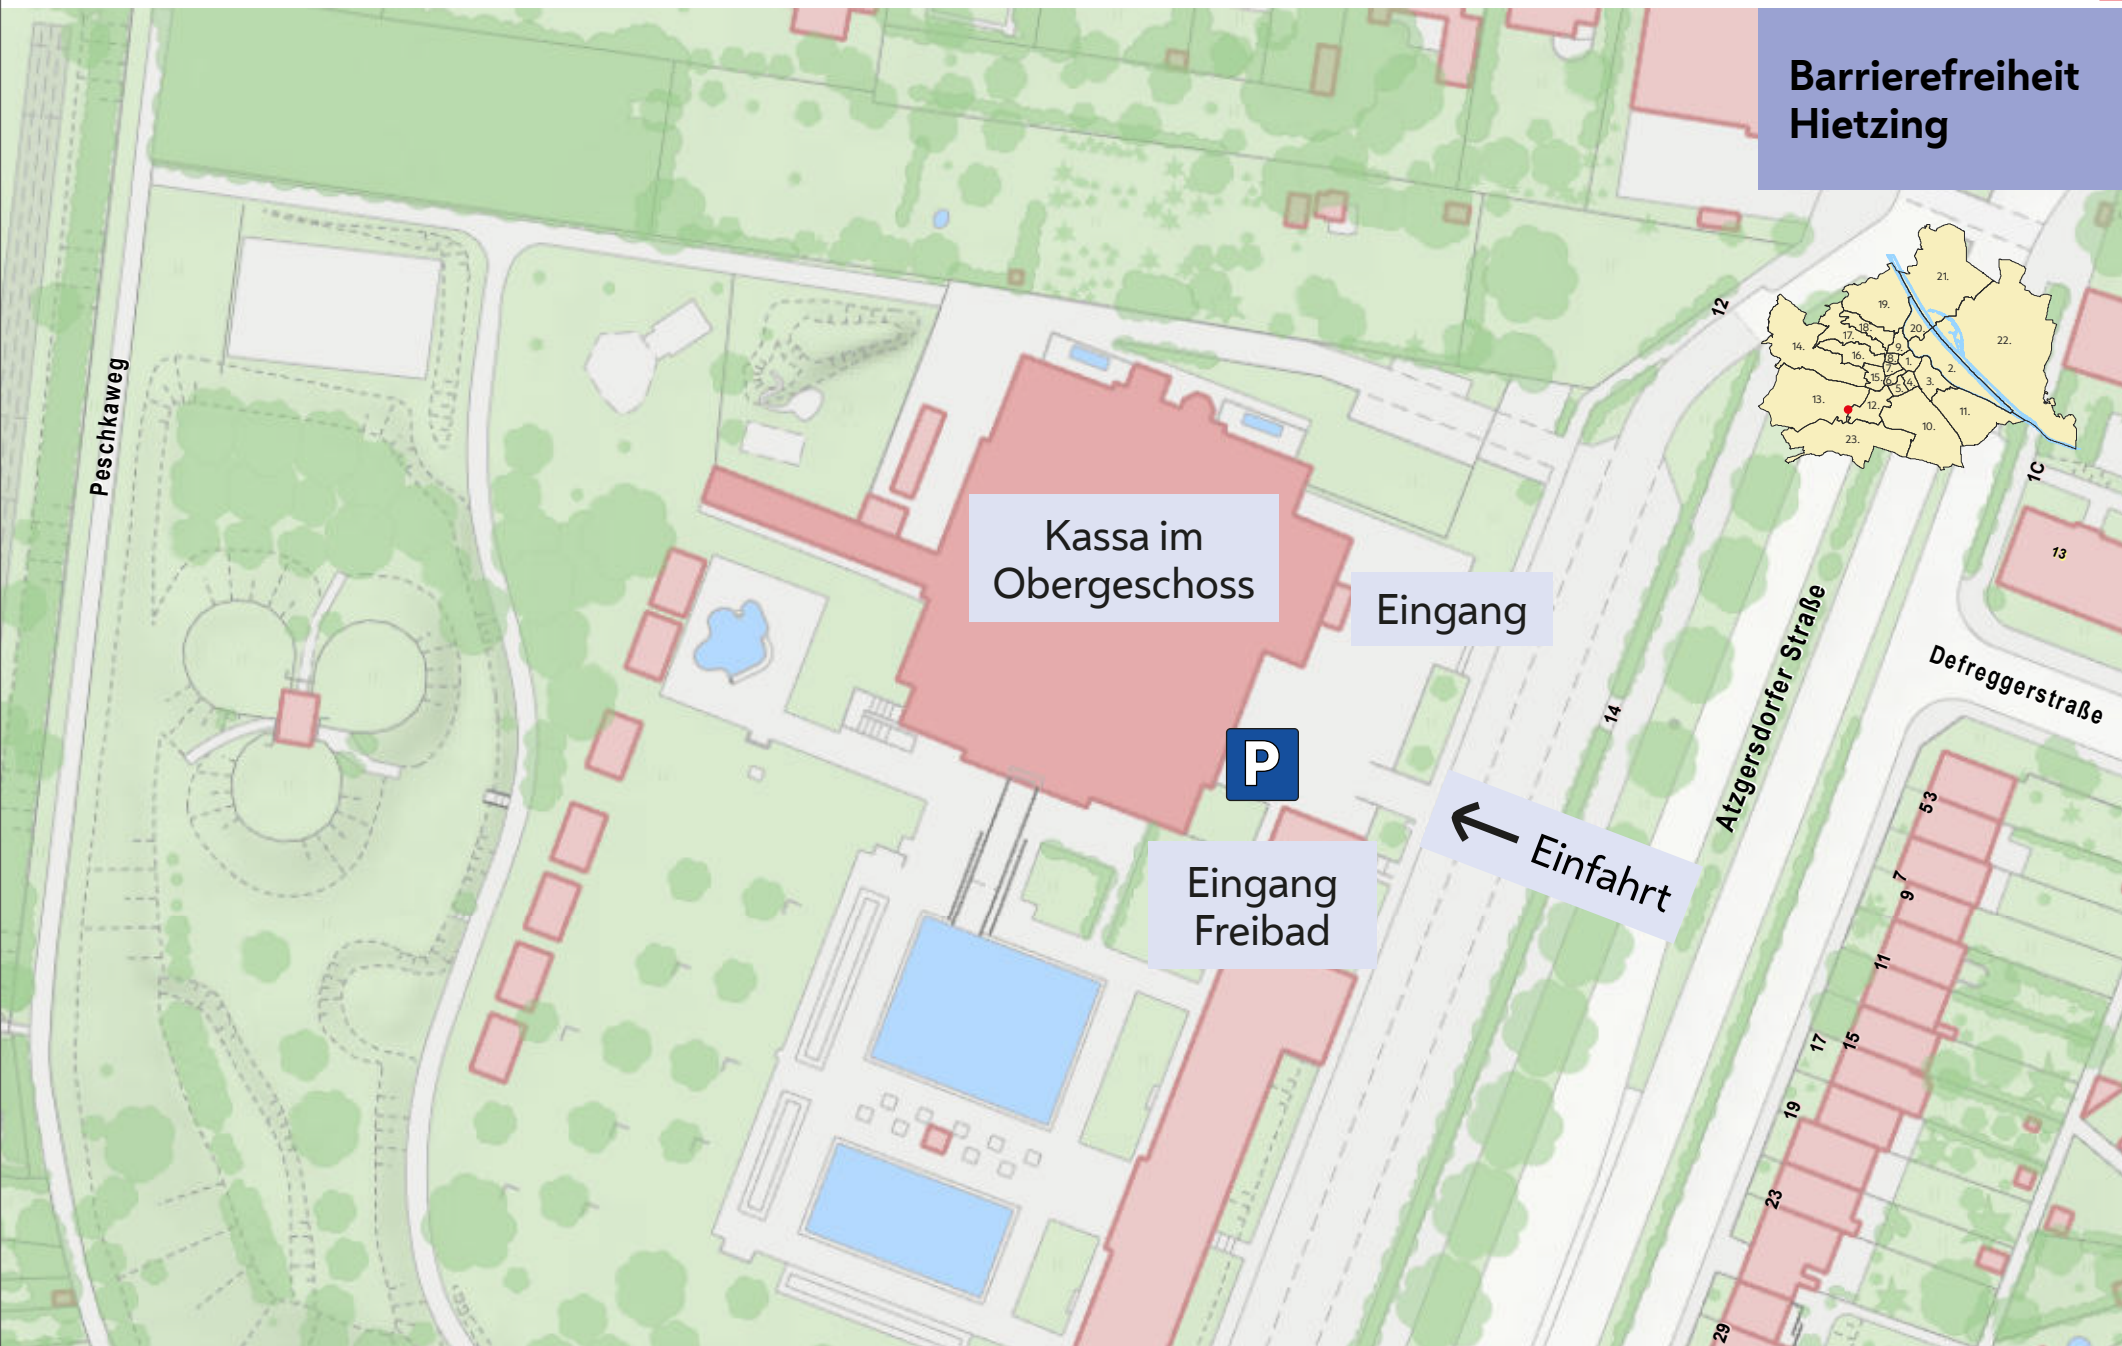 Barrierefreiheit
Hietzing
21.
19.
22.
20.
18.
17.
14.
9.
16.
8.
1.
7.
2.
15.
6.
4.
3.
5.
13.
12.
11.
10.
23.
12
Peschkaweg
1C
13
Kassa im
Obergeschoss
Eingang
Defreggerstraße
14
Atzgersdorfer Straße
P
Einfahrt
53
7
9
Eingang
Freibad
11
17
15
19
23
29